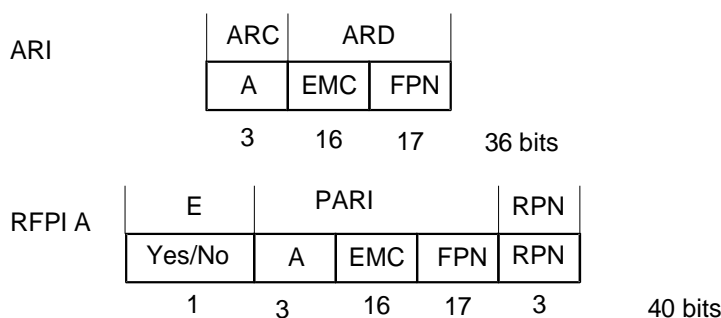 ARC ARD
ARI
A EMC FPN
3 16 17 36 bits
E PARI RPN
RFPI A
Yes/No A EMC FPN RPN
1 3 16 17 3 40 bits